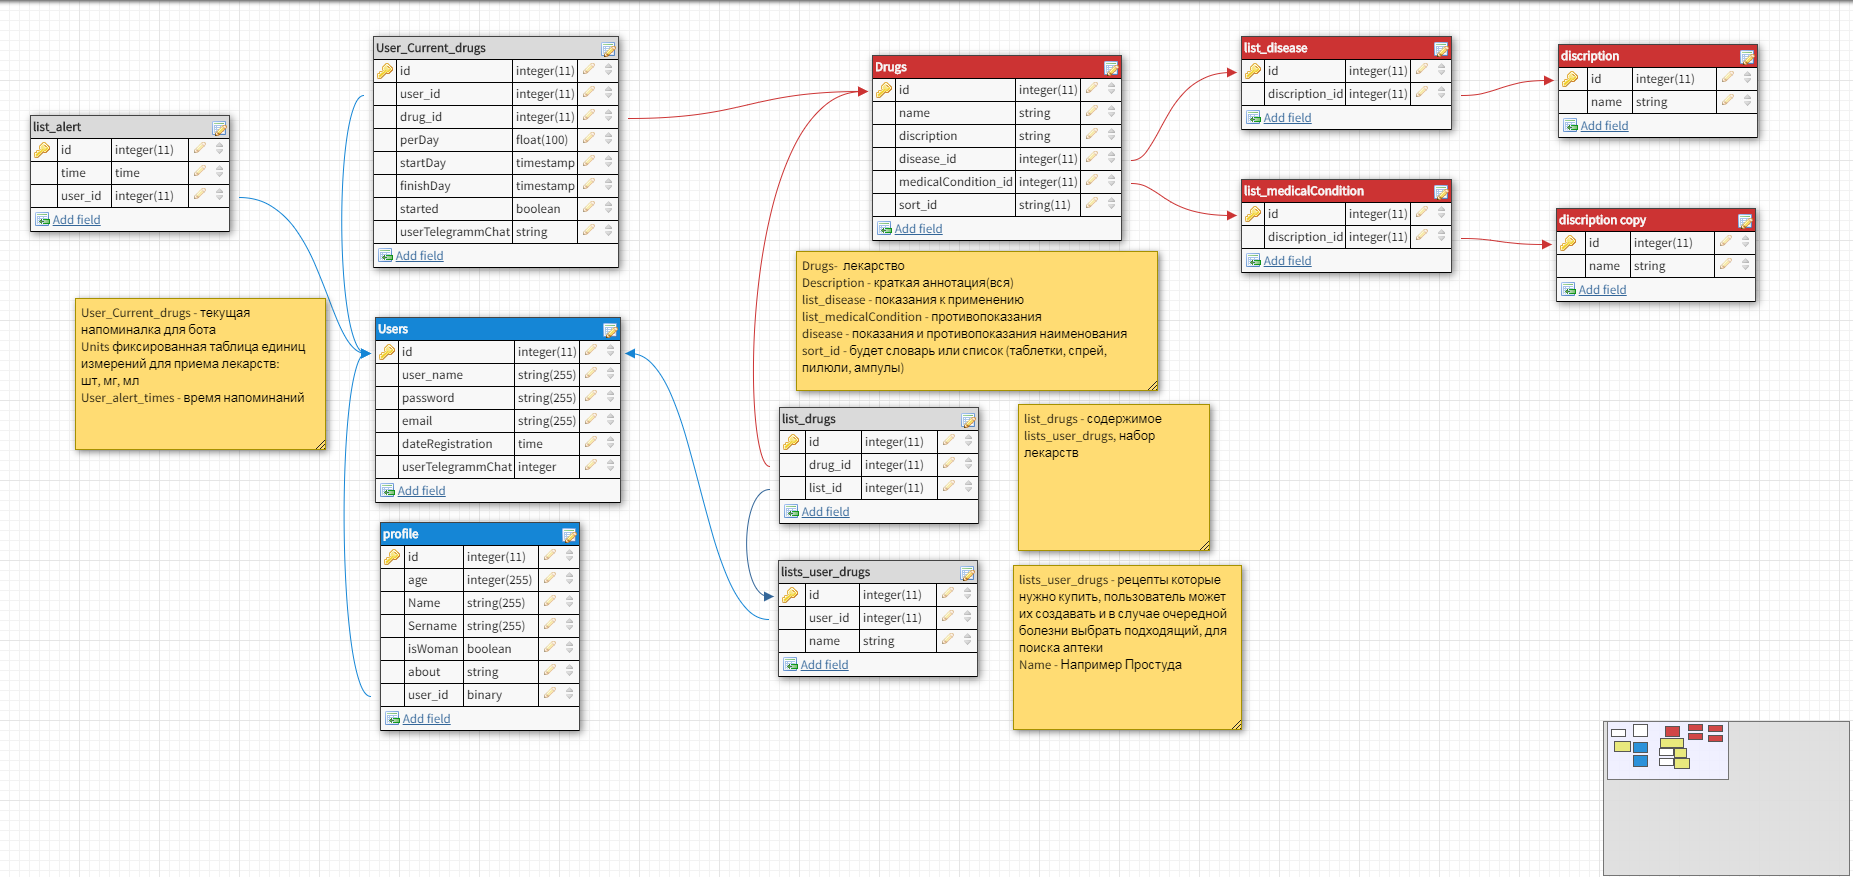 User_Current_drugs
id integer(11)
user_id integer(11)
drug_id integer(11)
perDay float(100)
startDay timestamp
finishDay timestamp
started boolean
userTelegrammChat string
Add field
list_alert
id integer(11)
time time
user_id integer(11)
Add field
User_Current_drugs - текущая
напоминалка для бота
Units фиксированная таблица единиц
измерений для приема лекарств:
шт, мг, мл
User_alert_times - время напоминаний
Users
id integer(11)
user_name string(255)
password string(255)
email string(255)
dateRegistration time
userTelegrammChat integer
Add field
profile
id integer(11)
age integer(255)
Name string(255)
Sername string(255)
isWoman boolean
about string
user_id binary
Add field
Drugs
id integer(11)
name string
discription string
disease_id integer(11)
medicalCondition_id integer(11)
sort_id string(11)
Add field
Drugs- лекарство
Description - краткая аннотация(вся)
list_disease - показания к применению
list_medicalCondition - противопоказания
disease - показания и противопоказания наименования
sort_id - будет словарь или список (таблетки, спрей,
пилюли, ампулы)
list_drugs
id integer(11)
drug_id integer(11)
list_id integer(11)
Add field
list_drugs - содержимое
lists_user_drugs, набор
лекарств
lists_user_drugs
id integer(11)
user_id integer(11)
name string
Add field
lists_user_drugs - рецепты которые
нужно купить, пользователь может
их создавать и в случае очередной
болезни выбрать подходящий, для
поиска аптеки
Name - Например Простуда
list_disease
id integer(11)
discription_id integer(11)
Add field
list_medicalCondition
id integer(11)
discription_id integer(11)
Add field
discription
id integer(11)
name string
Add field
discription copy
id integer(11)
name string
Add field